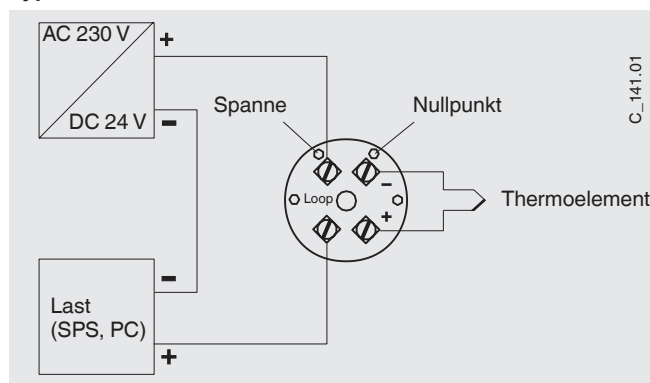 AC 230 V
+
DC 24 V
−
Spanne
Nullpunkt
C_141.01
Loop
−
+
Thermoelement
−
Last
(SPS, PC)
+